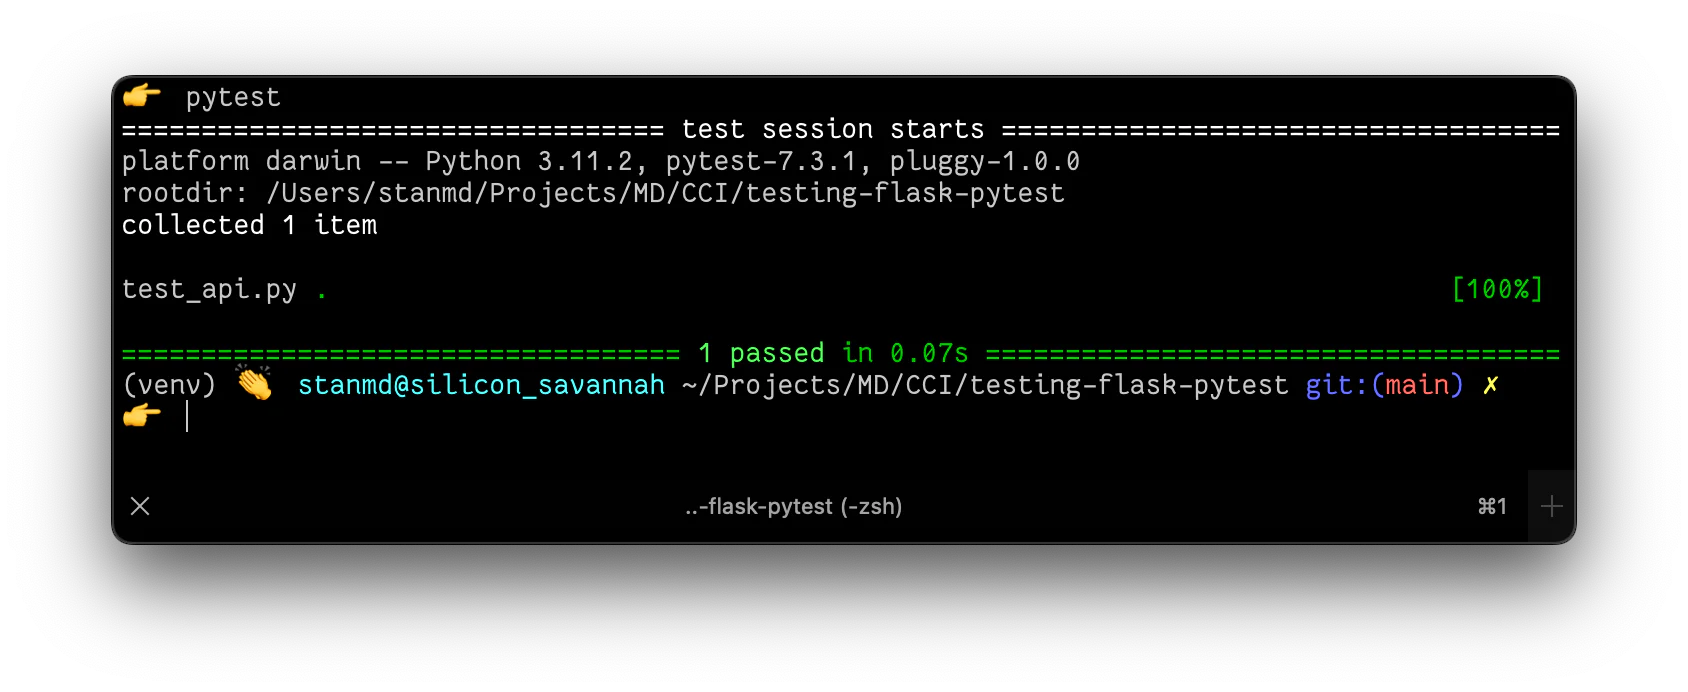 👉 pytest
================================== test session starts ===================================
platform darwin -- Python 3.11.2, pytest-7.3.1, pluggy-1.0.0
rootdir: /Users/stanmd/Projects/MD/CCI/testing-flask-pytest
collected 1 item
test_api.py . [100%]
=================================== 1 passed in 0.07s ====================================
(venv) 👏 stanmd@silicon_savannah ~/Projects/MD/CCI/testing-flask-pytest git:(main) ✗
👉
..-flask-pytest (-zsh) ⌘1